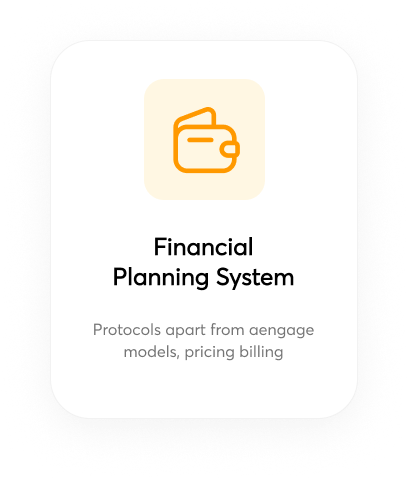 Financial
Planning System
Protocols apart from aengage
models, pricing billing